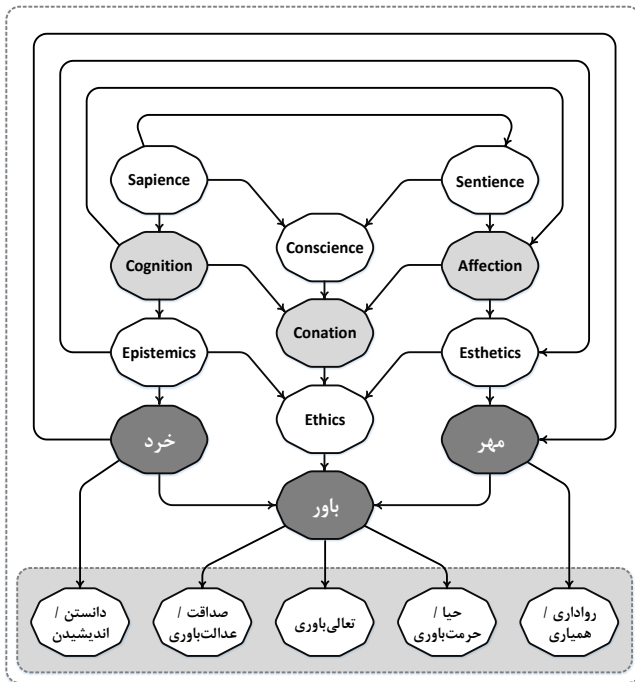 Sapience
Sentience
Conscience
Cognition
Affection
Conation
Epistemics
Esthetics
Ethics
خرد
مهر
باور
دانستن /
اندیشیدن
صداقت /
عدالت‌باوری
تعالی‌باوری
حیا /
حرمت‌باوری
رواداری /
همیاری